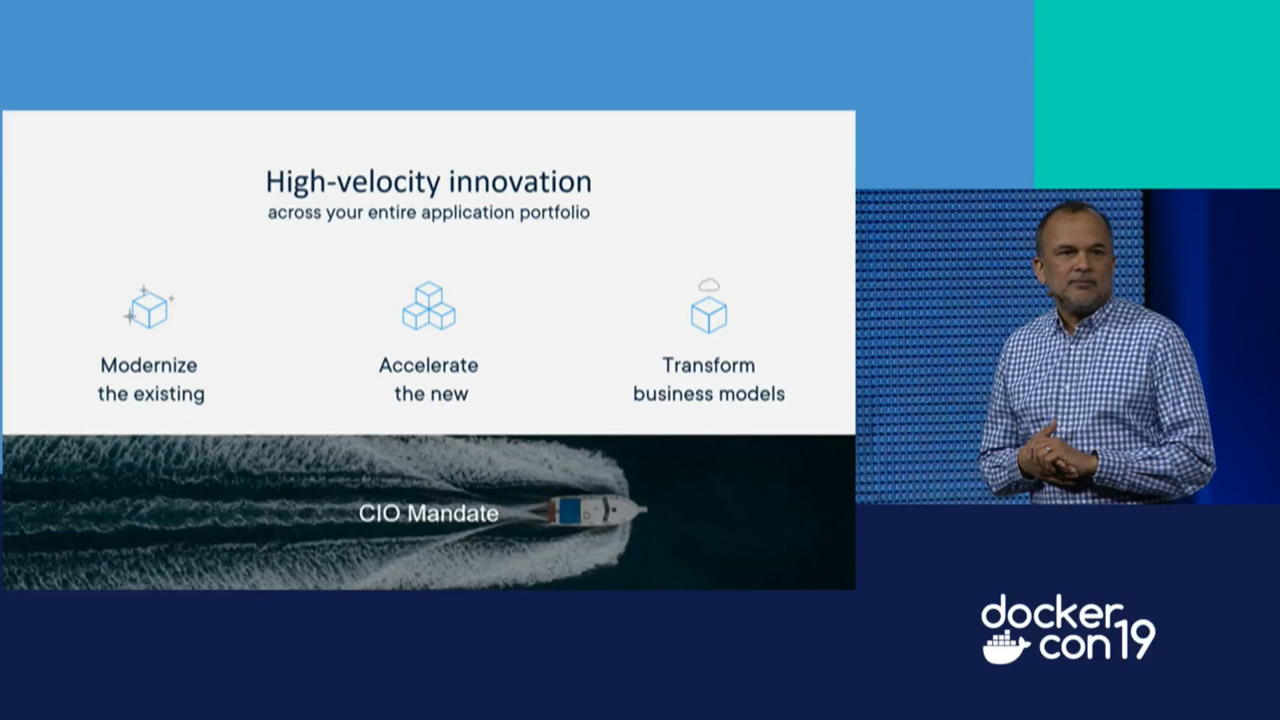 High-velocity innovation
across your entire application portfolio
Modernize
the existing
Accelerate
the new
Transform
business models
CIO Mandate
docker
con19